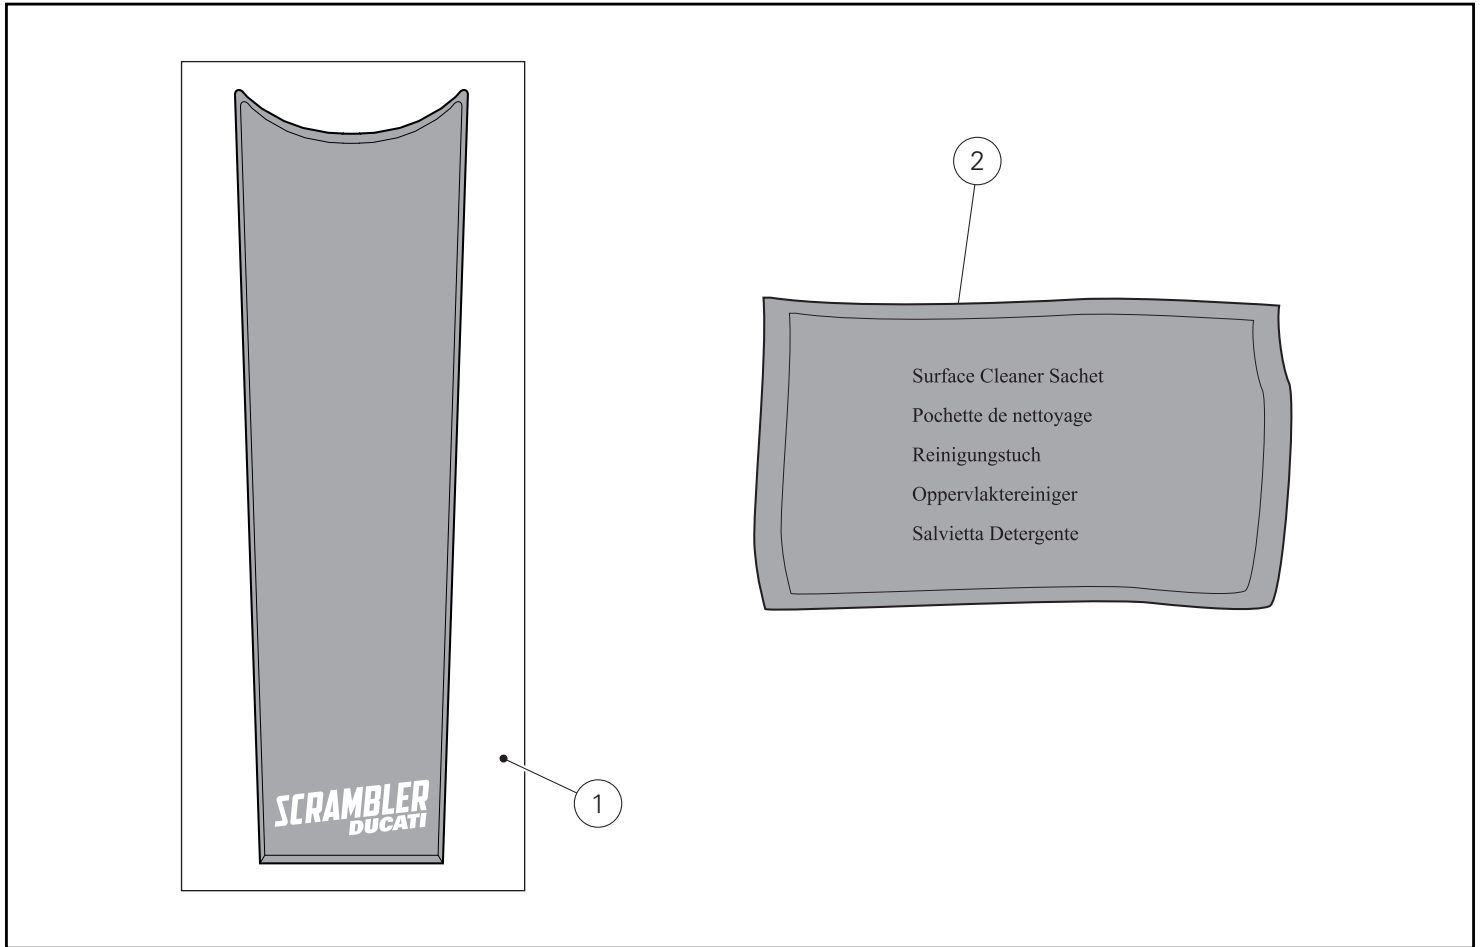 2
Surface Cleaner Sachet
Pochette de nettoyage
Reinigungstuch
Oppervlaktereiniger
Salvietta Detergente
SCRAMBLER
DUCATI
1